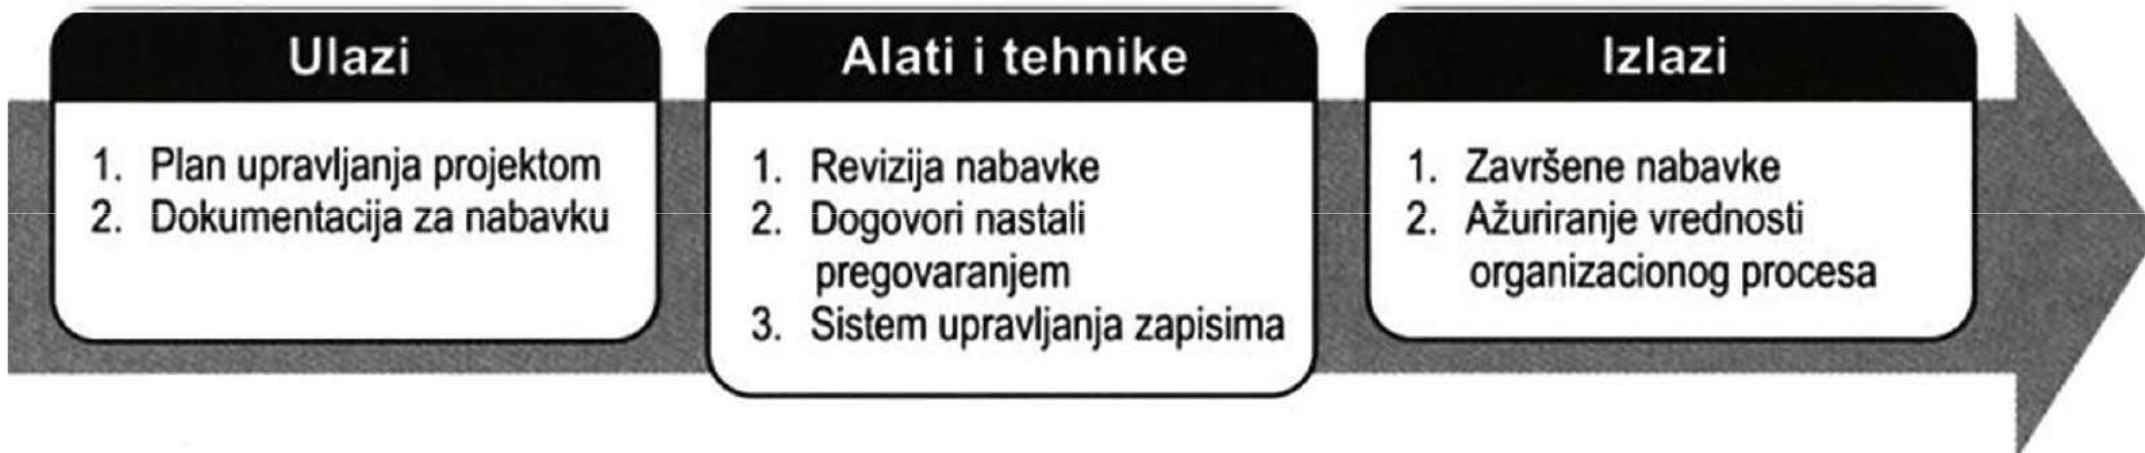 Ulazi
1. Plan upravljanja projektom
2. Dokumentacija za nabavku
Alati i tehnike
1. Revizija nabavke
2. Dogovori nastali
pregovaranjem
3. Sistem upravljanja zapisima
Izlazi
1. Završene nabavke
2. Ažuriranje vrednosti
organizacionog procesa